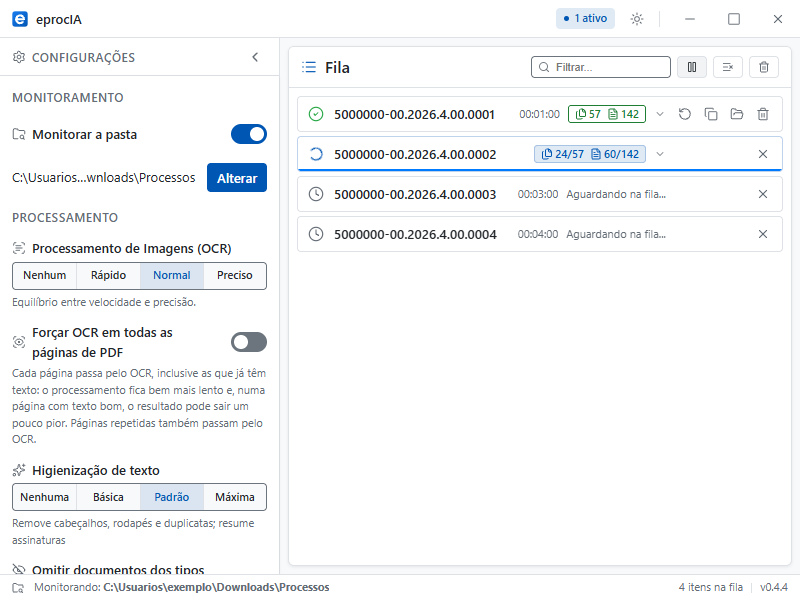 eprocIA
1 ativo
CONFIGURAÇÕES
MONITORAMENTO
Monitorar a pasta
C:\Usuarios...wnloads\Processos
Alterar
PROCESSAMENTO
Processamento de Imagens (OCR)
Nenhum Rápido Normal Preciso
Equilíbrio entre velocidade e precisão.
Forçar OCR em todas as
páginas de PDF
Cada página passa pelo OCR, inclusive as que já têm
texto: o processamento fica bem mais lento e, numa
página com texto bom, o resultado pode sair um
pouco pior. Páginas repetidas também passam pelo
OCR.
Higienização de texto
Nenhuma Básica Padrão Máxima
Remove cabeçalhos, rodapés e duplicatas; resume
assinaturas
Omitir documentos dos tipos
Fila
Filtrar...
5000000-00.2026.4.00.0001 00:01:00 57 142
5000000-00.2026.4.00.0002 24/57 60/142
5000000-00.2026.4.00.0003 00:03:00 Aguardando na fila...
5000000-00.2026.4.00.0004 00:04:00 Aguardando na fila...
Monitorando: C:\Usuarios\exemplo\Downloads\Processos
4 itens na fila v0.4.4